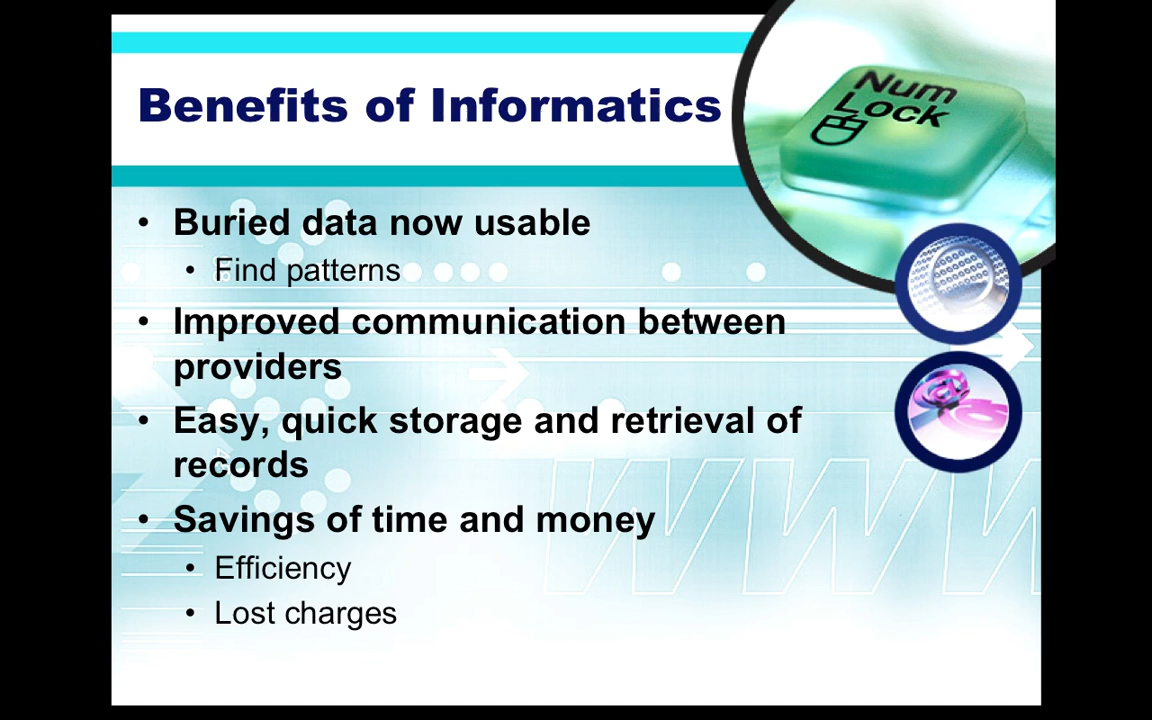 Benefits of Informatics
Num
Lock
• Buried data now usable
• Find patterns
• Improved communication between
providers
• Easy, quick storage and retrieval of
records
• Savings of time and money
• Efficiency
• Lost charges
www